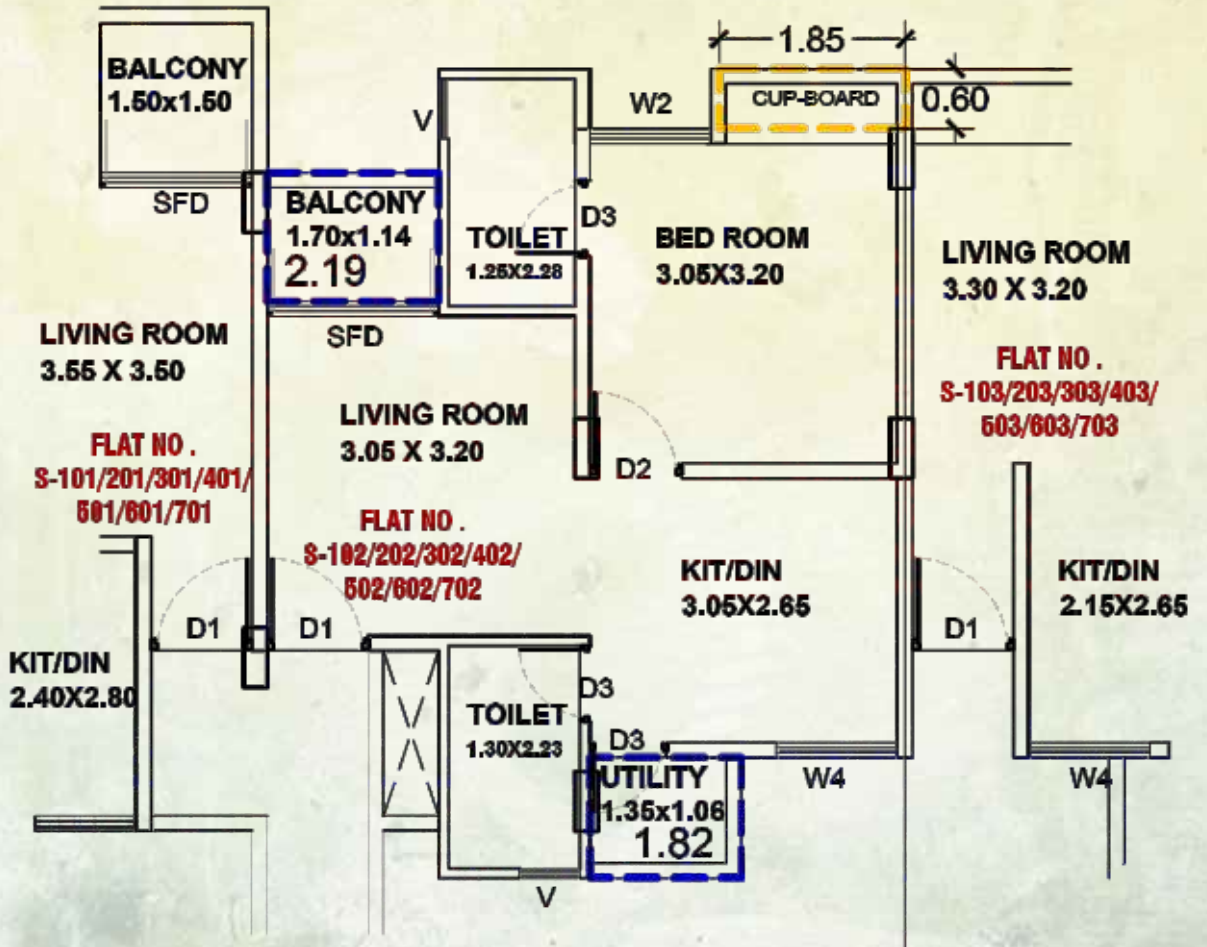 BALCONY
1.50x1.50
SFD
LIVING ROOM
3.55 X 3.50
FLAT NO .
S-101/201/301/401/
501/601/701
D1
KIT/DIN
2.40X2.80
BALCONY
1.70x1.14
2.19
SFD
V
TOILET
1.25X2.28
D3
W2
1.85
CUP-BOARD
0.60
BED ROOM
3.05X3.20
LIVING ROOM
3.05 X 3.20
FLAT NO .
S-102/202/302/402/
502/602/702
D1
D2
KIT/DIN
3.05X2.65
TOILET
1.30X2.23
D3
D3
UTILITY
1.35x1.06
1.82
V
W4
LIVING ROOM
3.30 X 3.20
FLAT NO .
S-103/203/303/403/
503/603/703
D1
KIT/DIN
2.15X2.65
W4